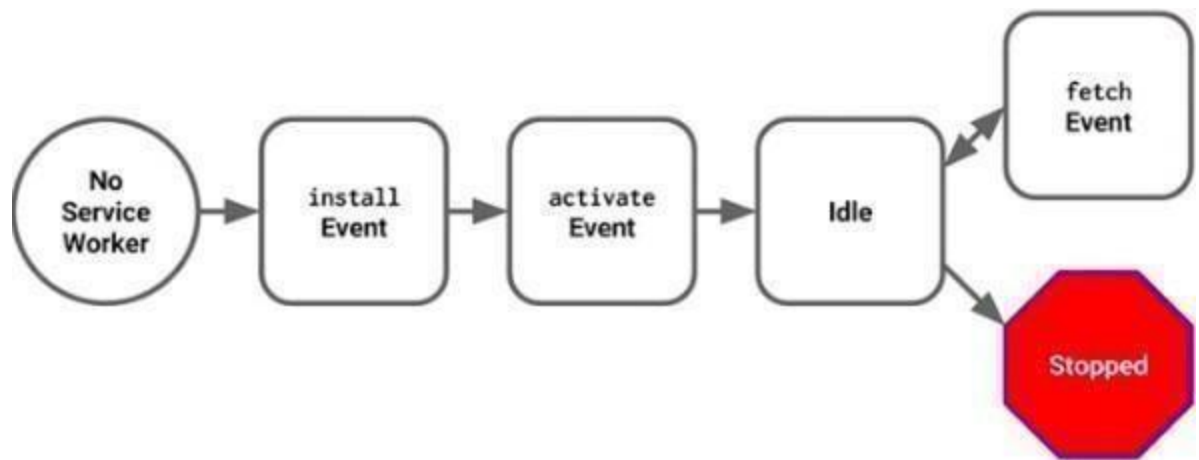 No
Service
Worker
install
Event
activate
Event
Idle
fetch
Event
Stopped